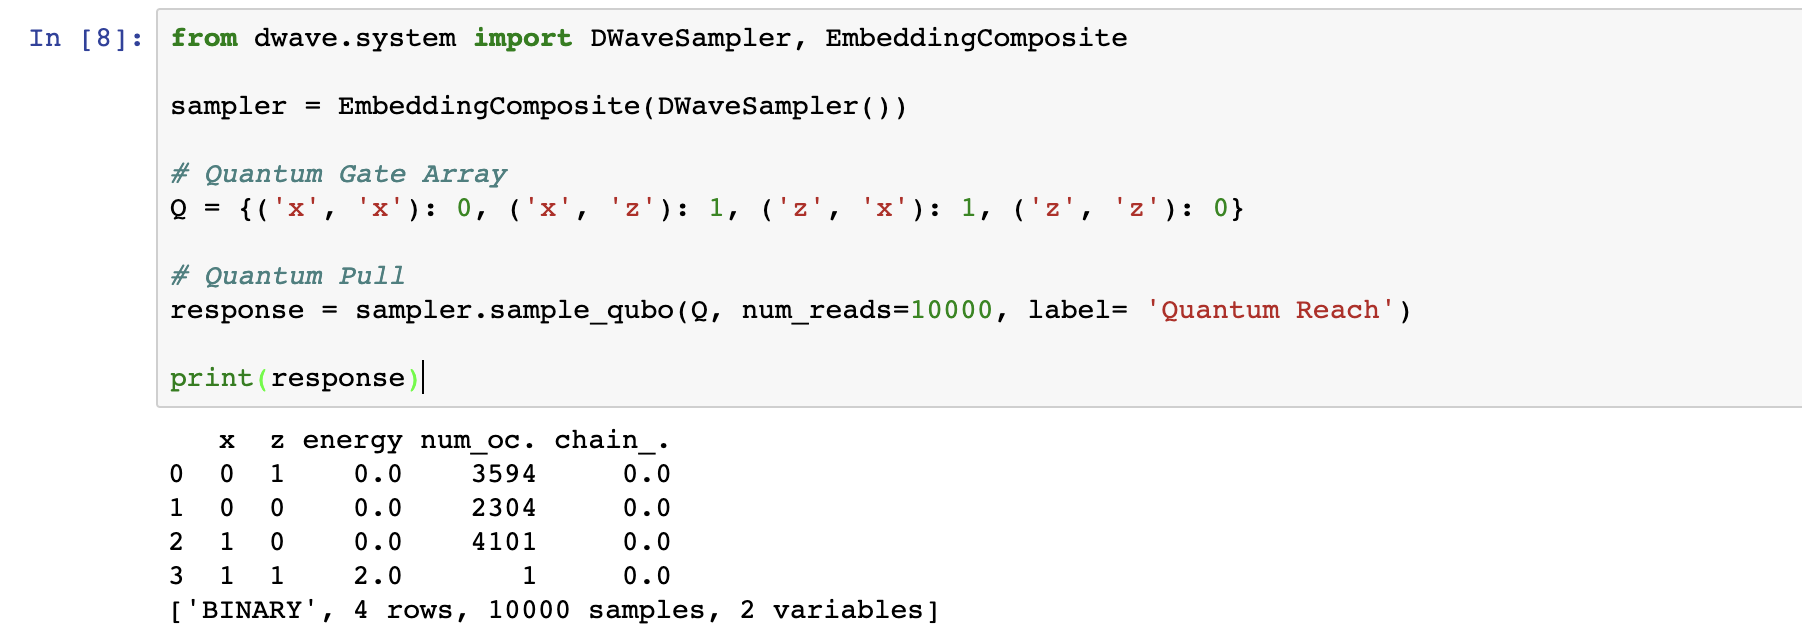 In [8]: from dwave.system import DWaveSampler, EmbeddingComposite
sampler = EmbeddingComposite(DWaveSampler())
# Quantum Gate Array
Q = {('x', 'x'): 0, ('x', 'z'): 1, ('z', 'x'): 1, ('z', 'z'): 0}
# Quantum Pull
response = sampler.sample_qubo(Q, num_reads=10000, label= 'Quantum Reach')
print(response)
x z energy num_oc. chain_.
0 0 1 0.0 3594 0.0
1 0 0 0.0 2304 0.0
2 1 0 0.0 4101 0.0
3 1 1 2.0 1 0.0
['BINARY', 4 rows, 10000 samples, 2 variables]